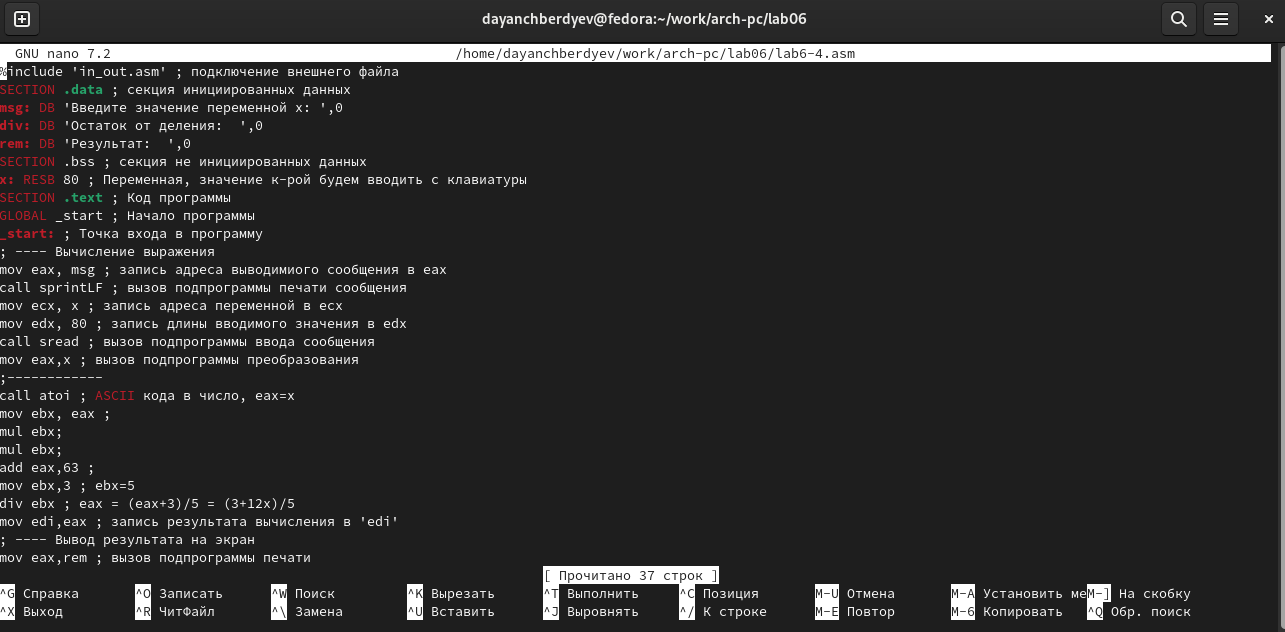 dayanchberdyev@fedora:~/work/arch-pc/lab06
GNU nano 7.2 /home/dayanchberdyev/work/arch-pc/lab06/lab6-4.asm
%include 'in_out.asm' ; подключение внешнего файла
SECTION .data ; секция инициированных данных
msg: DB 'Введите значение переменной x: ',0
div: DB 'Остаток от деления:  ',0
rem: DB 'Результат:  ',0
SECTION .bss ; секция не инициированных данных
x: RESB 80 ; Переменная, значение к-рой будем вводить с клавиатуры
SECTION .text ; Код программы
GLOBAL _start ; Начало программы
_start: ; Точка входа в программу
; ---- Вычисление выражения
mov eax, msg ; запись адреса выводимиого сообщения в eax
call sprintLF ; вызов подпрограммы печати сообщения
mov ecx, x ; запись адреса переменной в ecx
mov edx, 80 ; запись длины вводимого значения в edx
call sread ; вызов подпрограммы ввода сообщения
mov eax,x ; вызов подпрограммы преобразования
;------------
call atoi ; ASCII кода в число, eax=x
mov ebx, eax ;
mul ebx;
mul ebx;
add eax,63 ;
mov ebx,3 ; ebx=5
div ebx ; eax = (eax+3)/5 = (3+12x)/5
mov edi,eax ; запись результата вычисления в 'edi'
; ---- Вывод результата на экран
mov eax,rem ; вызов подпрограммы печати
[ Прочитано 37 строк ]
^G Справка ^O Записать ^W Поиск ^K Вырезать ^T Выполнить ^C Позиция M-U Отмена M-A Установить ме M-] На скобку
^X Выход ^R ЧитФайл ^\ Замена ^U Вставить ^J Выровнять ^/ К строке M-E Повтор M-6 Копировать ^Q Обр. поиск